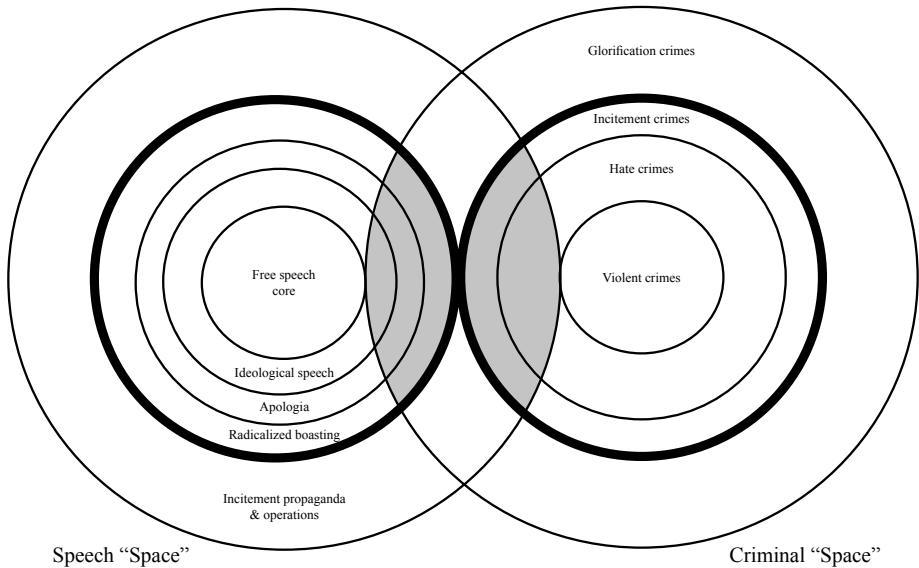 Glorification crimes
Incitement crimes
Hate crimes
Free speech
core
Violent crimes
Ideological speech
Apologia
Radicalized boasting
Incitement propaganda
& operations
Speech “Space”
Criminal “Space”